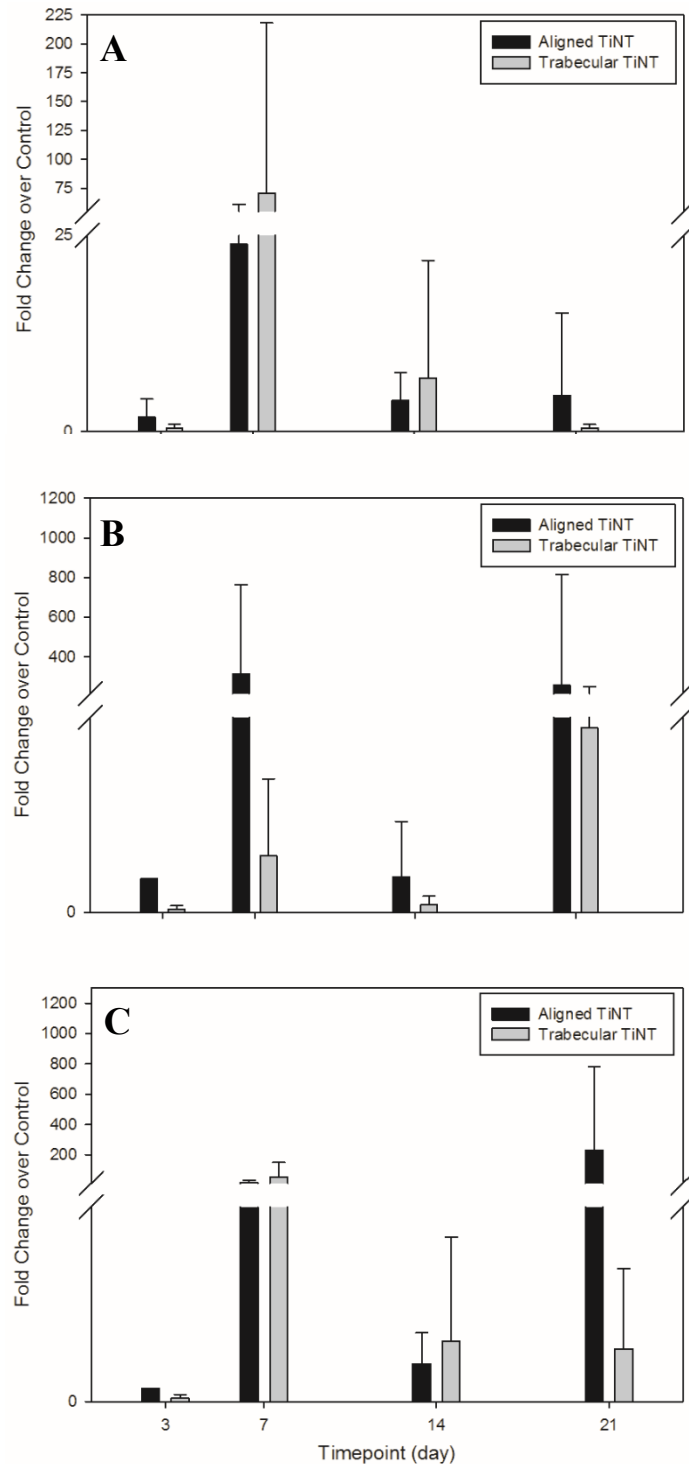 A
Aligned TiNT
Trabecular TiNT
Fold Change over Control
225
200
175
150
125
100
75
25
0
B
Aligned TiNT
Trabecular TiNT
Fold Change over Control
1200
1000
800
600
400
0
C
Aligned TiNT
Trabecular TiNT
Fold Change over Control
1200
1000
800
600
400
200
0
3 7 14 21
Timepoint (day)